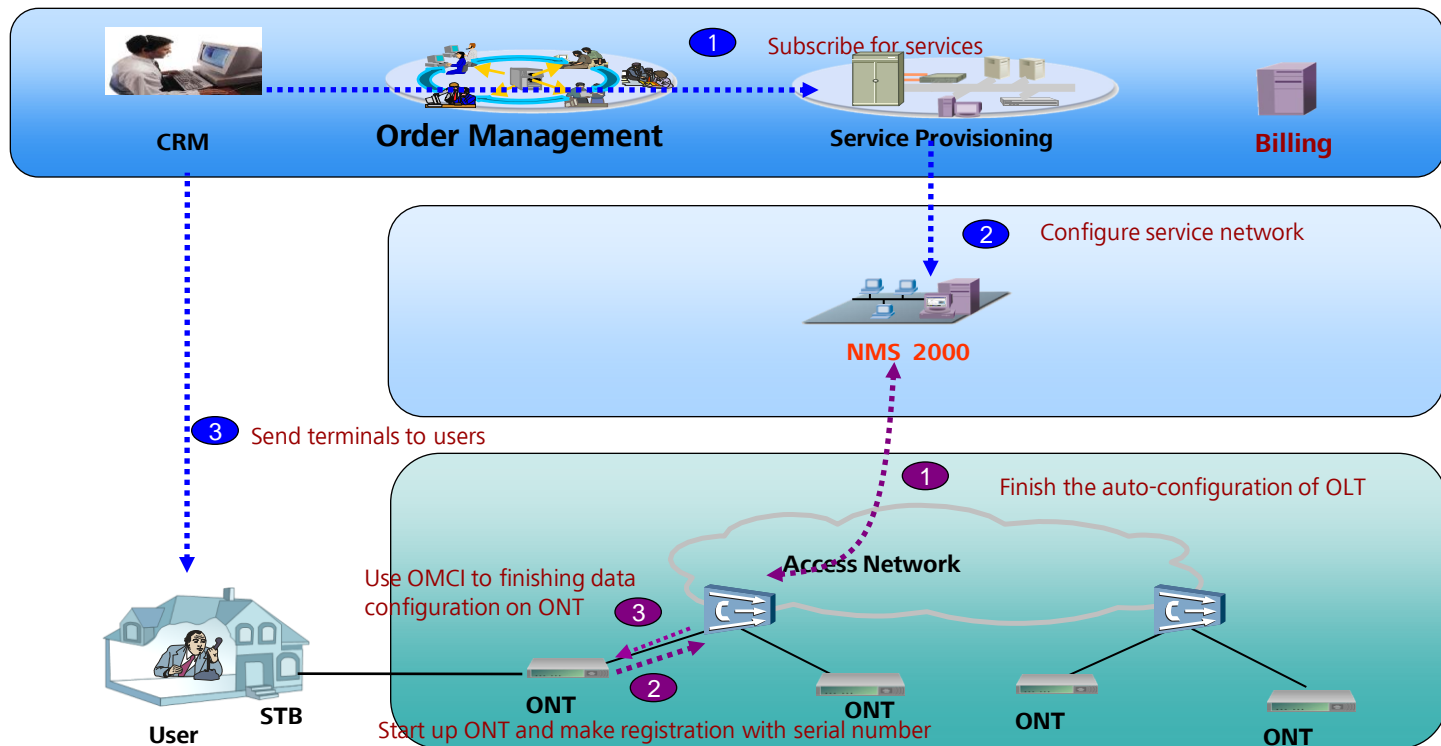 1
Subscribe for services
CRM
Order Management
Service Provisioning
Billing
2
Configure service network
NMS 2000
3
Send terminals to users
1
Finish the auto-configuration of OLT
Access Network
Use OMCI to finishing data
configuration on ONT
3
2
ONT
ONT
ONT
ONT
STB
User
Start up ONT and make registration with serial number